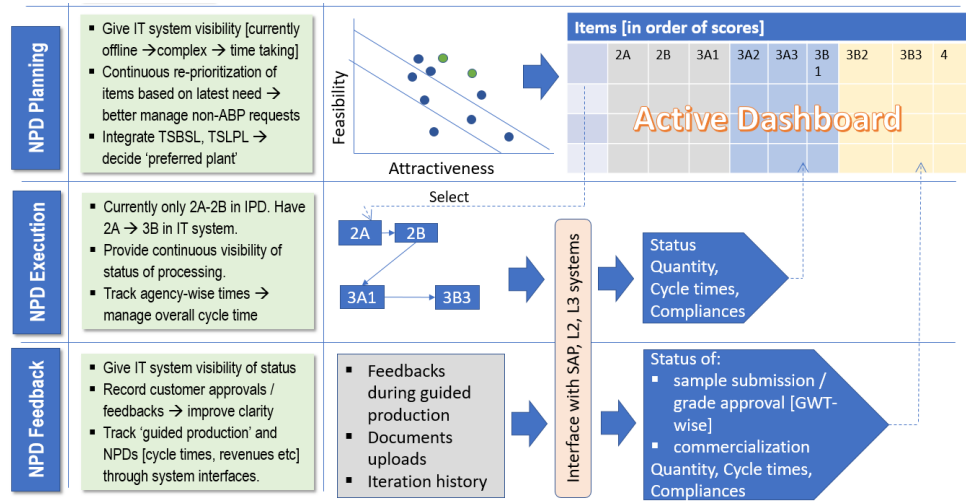 NPD Planning
▪ Give IT system visibility [currently
offline →complex → time taking]
▪ Continuous re-prioritization of
items based on latest need →
better manage non-ABP requests
▪ Integrate TSBSL, TSLPL →
decide ‘preferred plant’
Feasibility
Attractiveness
Items [in order of scores]
2A 2B 3A1 3A2 3A3 3B 3B2 3B3 4
1
Active Dashboard
Select
NPD Execution
▪ Currently only 2A-2B in IPD. Have
2A → 3B in IT system.
▪ Provide continuous visibility of
status of processing.
▪ Track agency-wise times →
manage overall cycle time
2A 2B
3A1 3B3
Interface with SAP, L2, L3 systems
Status
Quantity,
Cycle times,
Compliances
NPD Feedback
▪ Give IT system visibility of status
▪ Record customer approvals /
feedbacks → improve clarity
▪ Track ‘guided production’ and
NPDs [cycle times, revenues etc]
through system interfaces.
▪ Feedbacks
during guided
production
▪ Documents
uploads
▪ Iteration history
Status of:
▪ sample submission /
grade approval [GWT-
wise]
▪ commercialization
Quantity, Cycle times,
Compliances